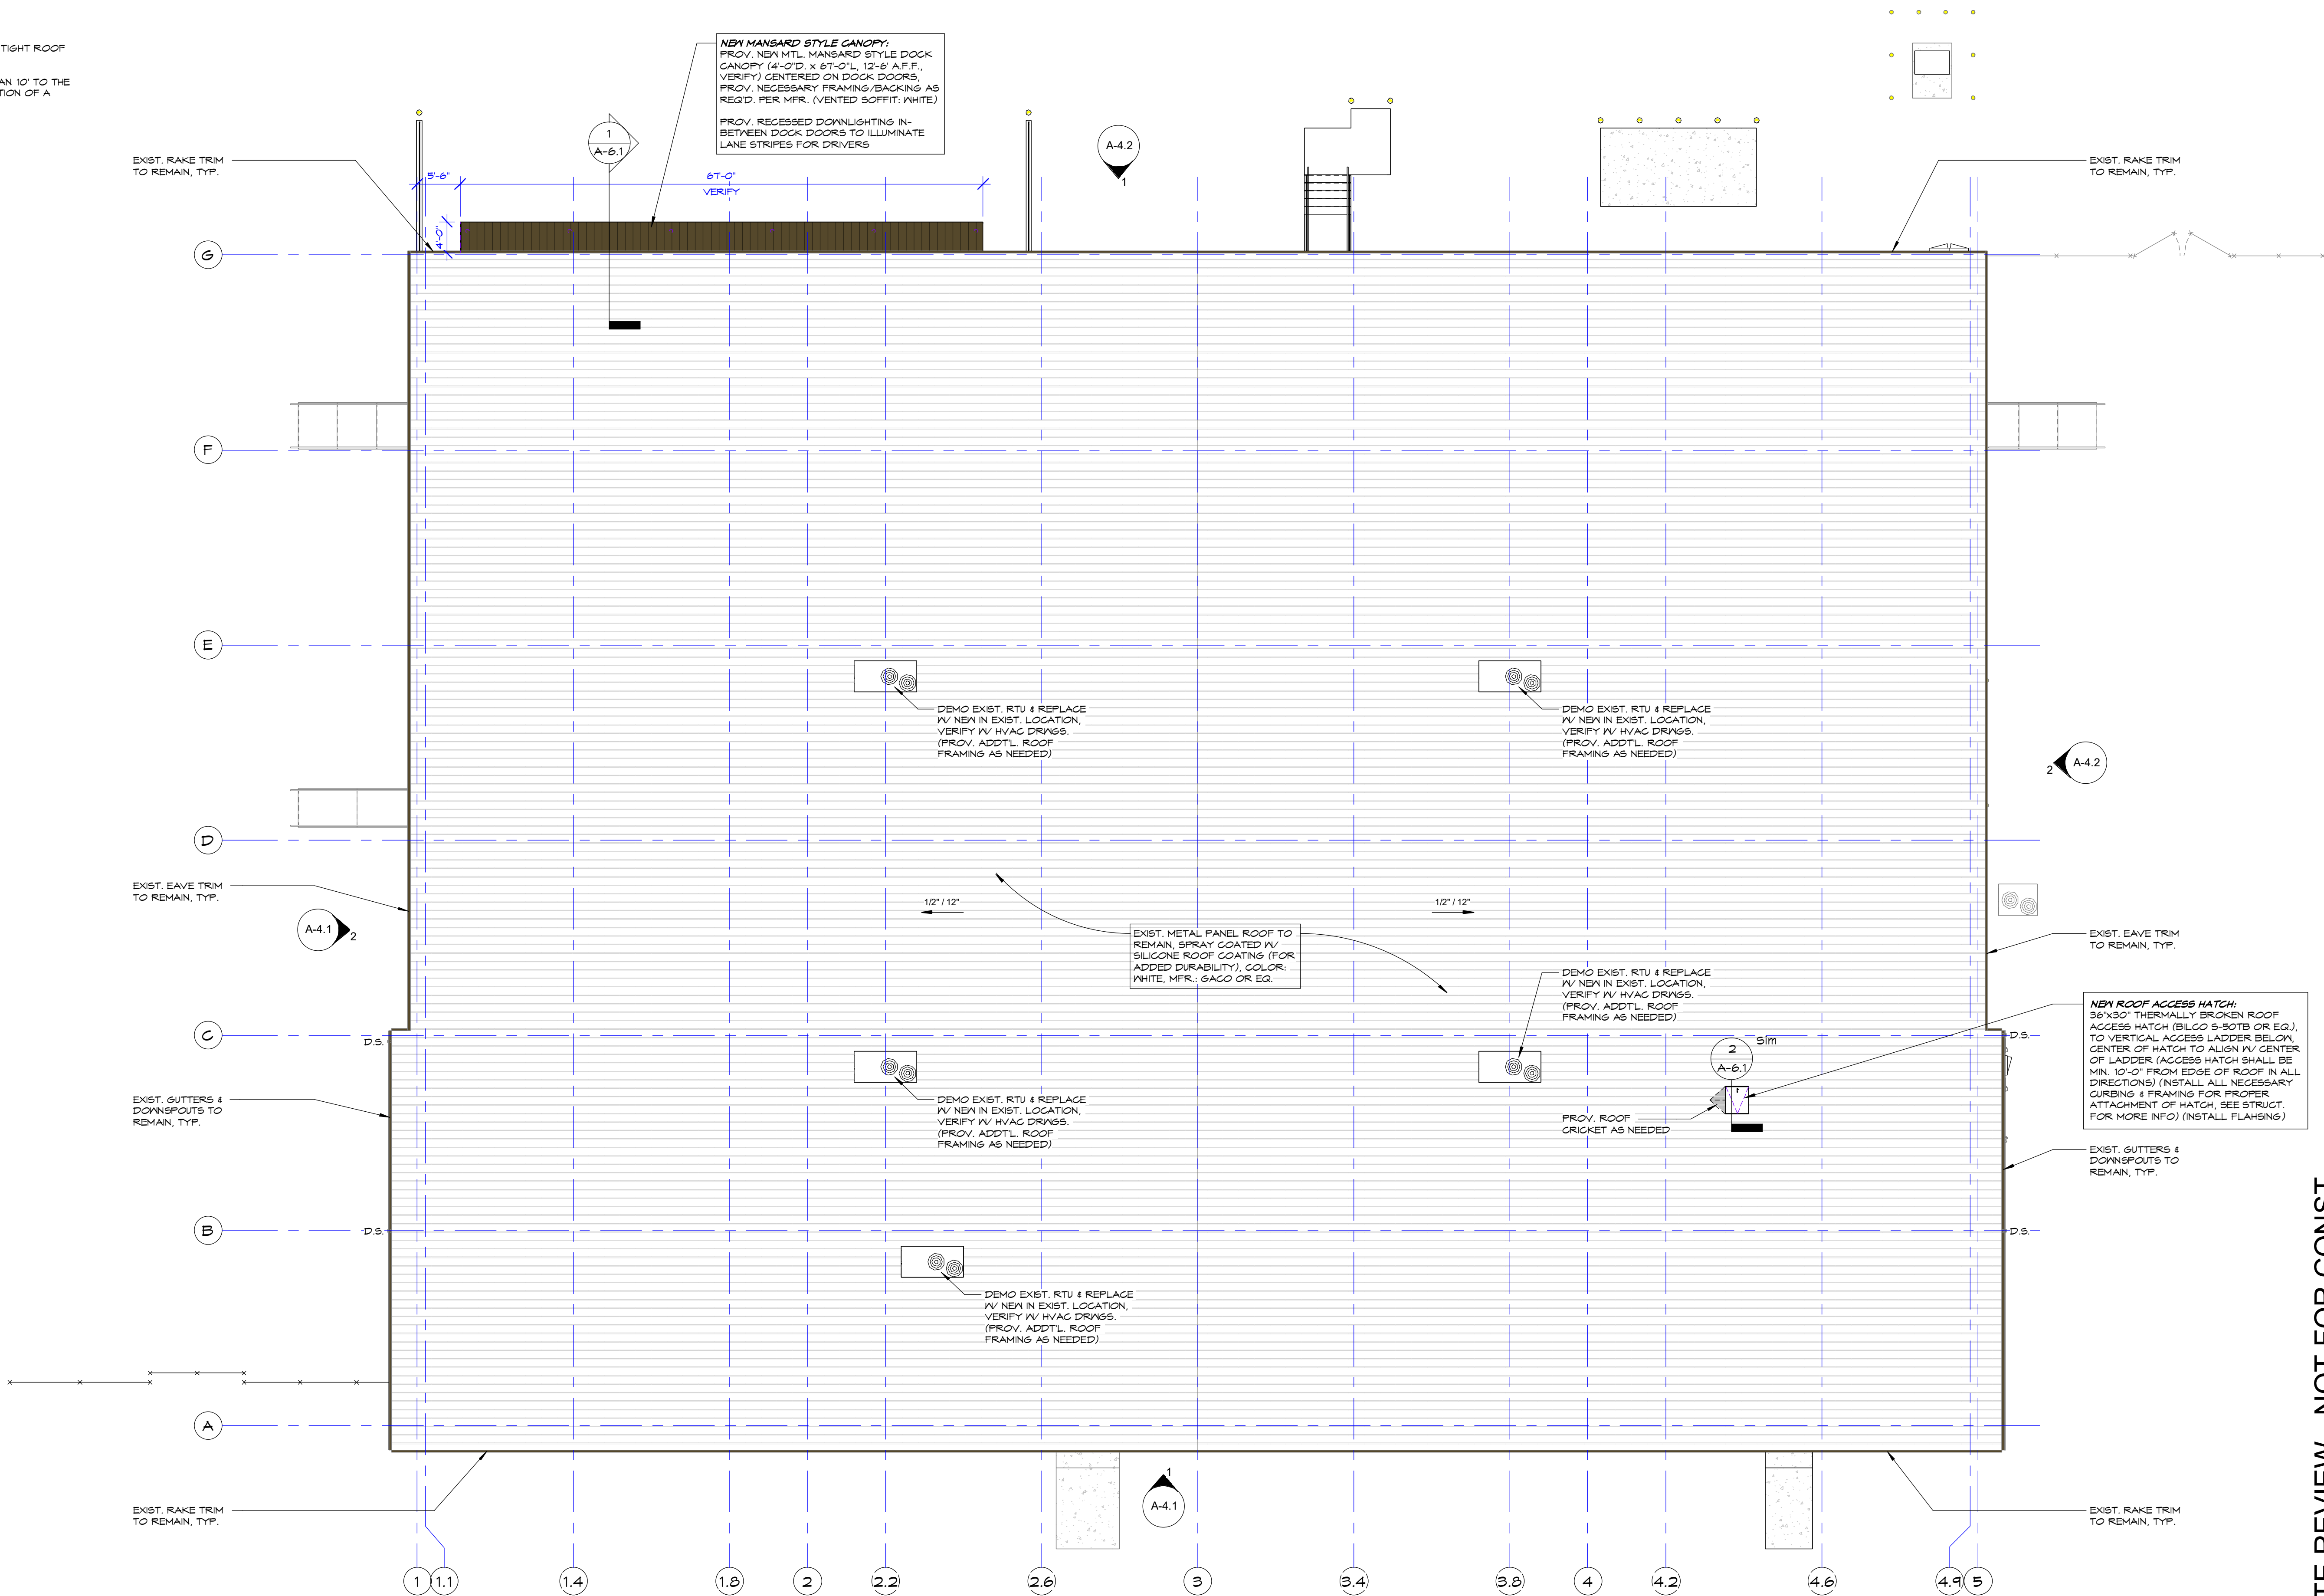 TIGHT ROOF
AN 10' TO THE
TION OF A
NEW MANSARD STYLE CANOPY:
PROV. NEW MTL. MANSARD STYLE DOCK
CANOPY (4'-0"D. x 67'-0"L, 12'-6' A.F.F.,
VERIFY) CENTERED ON DOCK DOORS,
PROV. NECESSARY FRAMING/BACKING AS
REQ'D. PER MFR. (VENTED SOFFIT: WHITE)
PROV. RECESSED DOWNLIGHTING IN-
BETWEEN DOCK DOORS TO ILLUMINATE
LANE STRIPES FOR DRIVERS
1
A-6.1
A-4.2
1
EXIST. RAKE TRIM
TO REMAIN, TYP.
EXIST. RAKE TRIM
TO REMAIN, TYP.
5'-6"
67'-0"
VERIFY
4'-0"
G
F
E
DEMO EXIST. RTU & REPLACE
W/ NEW IN EXIST. LOCATION,
VERIFY W/ HVAC DRWGS.
(PROV. ADDT'L. ROOF
FRAMING AS NEEDED)
DEMO EXIST. RTU & REPLACE
W/ NEW IN EXIST. LOCATION,
VERIFY W/ HVAC DRWGS.
(PROV. ADDT'L. ROOF
FRAMING AS NEEDED)
2
A-4.2
D
EXIST. EAVE TRIM
TO REMAIN, TYP.
A-4.1
2
1/2" / 12"
1/2" / 12"
EXIST. METAL PANEL ROOF TO
REMAIN, SPRAY COATED W/
SILICONE ROOF COATING (FOR
ADDED DURABILITY), COLOR:
WHITE, MFR.: GACO OR EQ.
EXIST. EAVE TRIM
TO REMAIN, TYP.
DEMO EXIST. RTU & REPLACE
W/ NEW IN EXIST. LOCATION,
VERIFY W/ HVAC DRWGS.
(PROV. ADDT'L. ROOF
FRAMING AS NEEDED)
NEW ROOF ACCESS HATCH:
36"x30" THERMALLY BROKEN ROOF
ACCESS HATCH (BILCO S-50TB OR EQ.),
TO VERTICAL ACCESS LADDER BELOW,
CENTER OF HATCH TO ALIGN W/ CENTER
OF LADDER (ACCESS HATCH SHALL BE
MIN. 10'-0" FROM EDGE OF ROOF IN ALL
DIRECTIONS) (INSTALL ALL NECESSARY
CURBING & FRAMING FOR PROPER
ATTACHMENT OF HATCH, SEE STRUCT.
FOR MORE INFO) (INSTALL FLAHSING)
C
D.S.
D.S.
2
A-6.1
Sim
EXIST. GUTTERS &
DOWNSPOUTS TO
REMAIN, TYP.
DEMO EXIST. RTU & REPLACE
W/ NEW IN EXIST. LOCATION,
VERIFY W/ HVAC DRWGS.
(PROV. ADDT'L. ROOF
FRAMING AS NEEDED)
PROV. ROOF
CRICKET AS NEEDED
EXIST. GUTTERS &
DOWNSPOUTS TO
REMAIN, TYP.
B
D.S.
D.S.
DEMO EXIST. RTU & REPLACE
W/ NEW IN EXIST. LOCATION,
VERIFY W/ HVAC DRWGS.
(PROV. ADDT'L. ROOF
FRAMING AS NEEDED)
A
EXIST. RAKE TRIM
TO REMAIN, TYP.
1
A-4.1
EXIST. RAKE TRIM
TO REMAIN, TYP.
1
1.1
1.4
1.8
2
2.2
2.6
3
3.4
3.8
4
4.2
4.6
4.9
5
REVIEW NOT FOR CONST